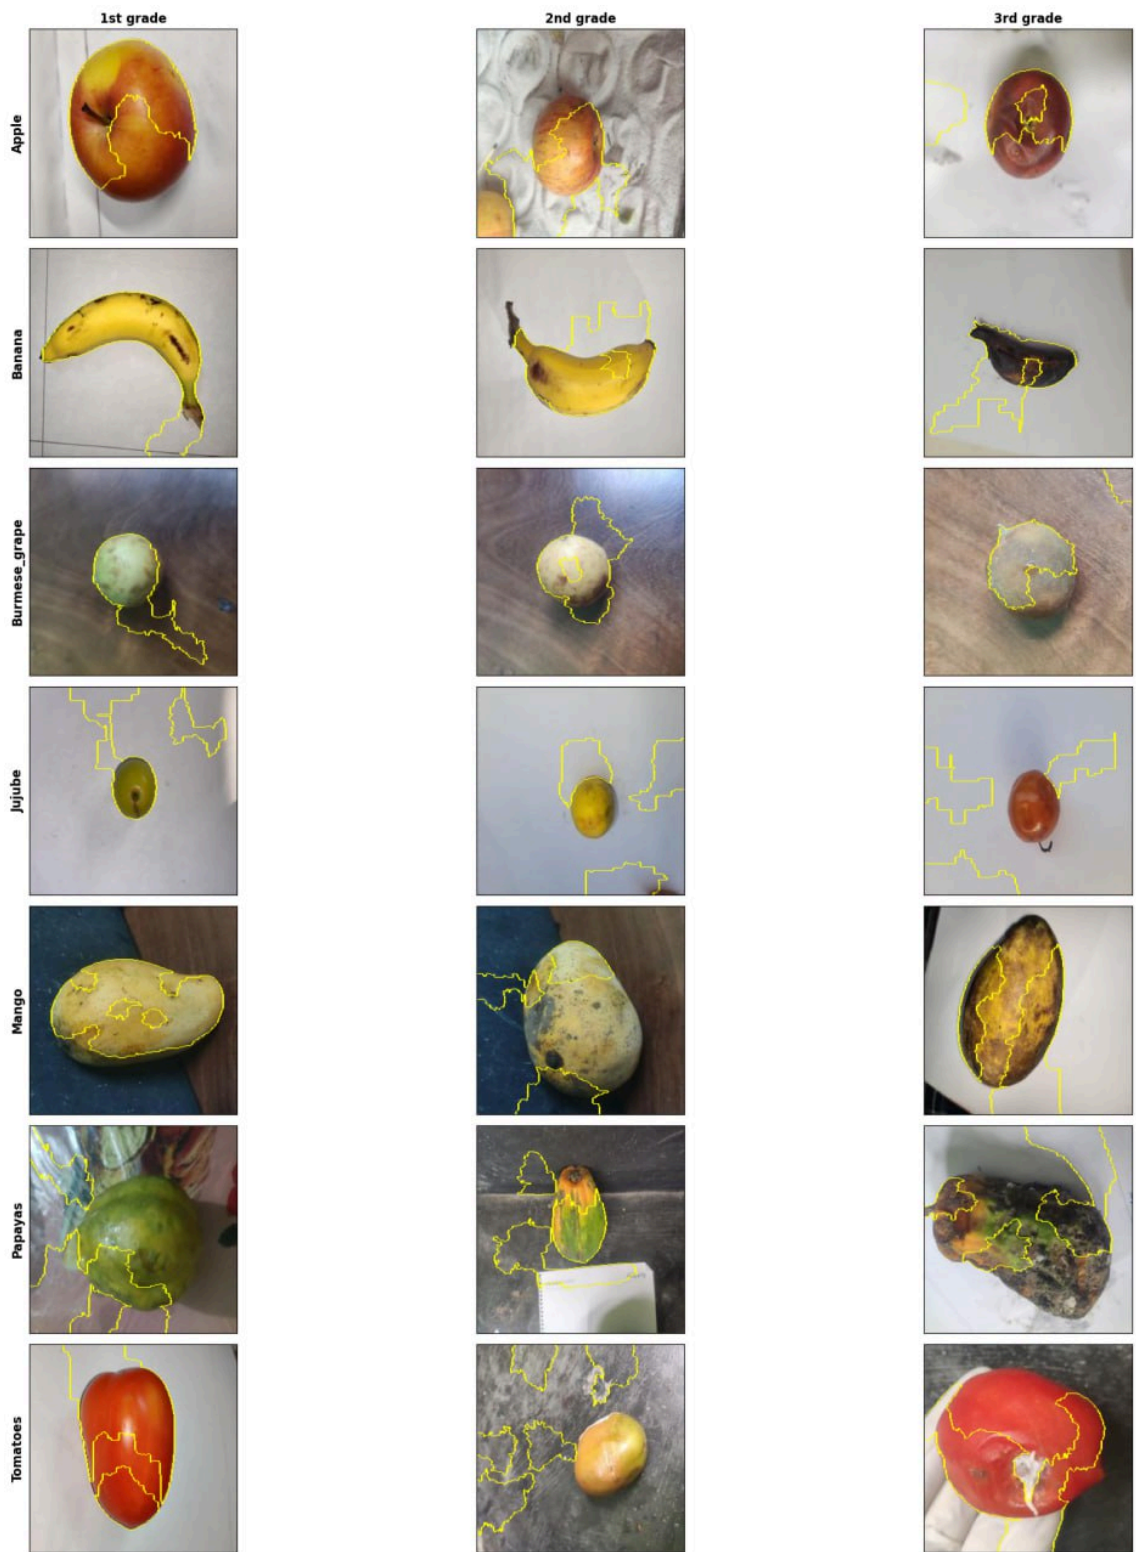 1st grade 2nd grade 3rd grade
Apple
Banana
Burmese_grape
Jujube
Mango
Papayas
Tomatoes